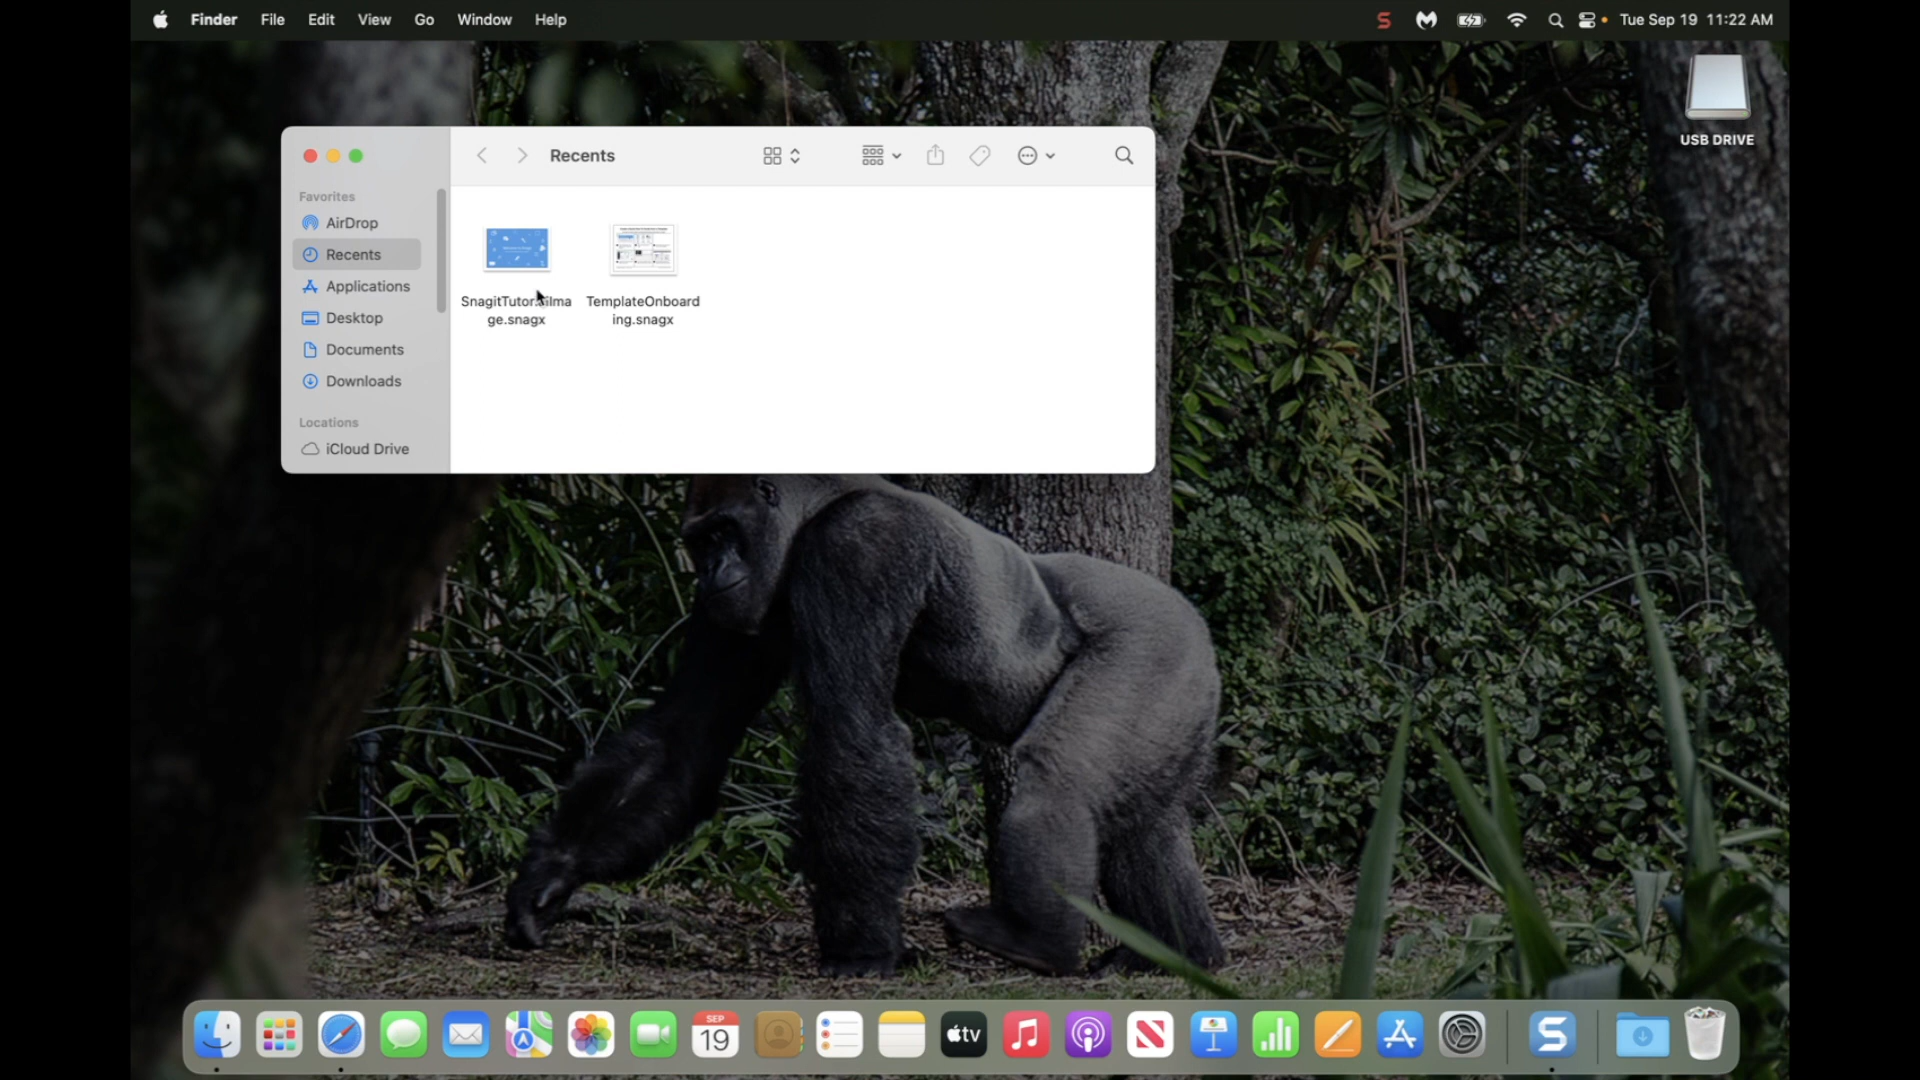 Finder File Edit View Go Window Help
Tue Sep 19 11:22 AM
USB DRIVE
Recents
Favorites
AirDrop
Recents
Applications
Desktop
Documents
Downloads
Locations
iCloud Drive
ge.snagx
TemplateOnboard
ing.snagx
SEP
19
tv